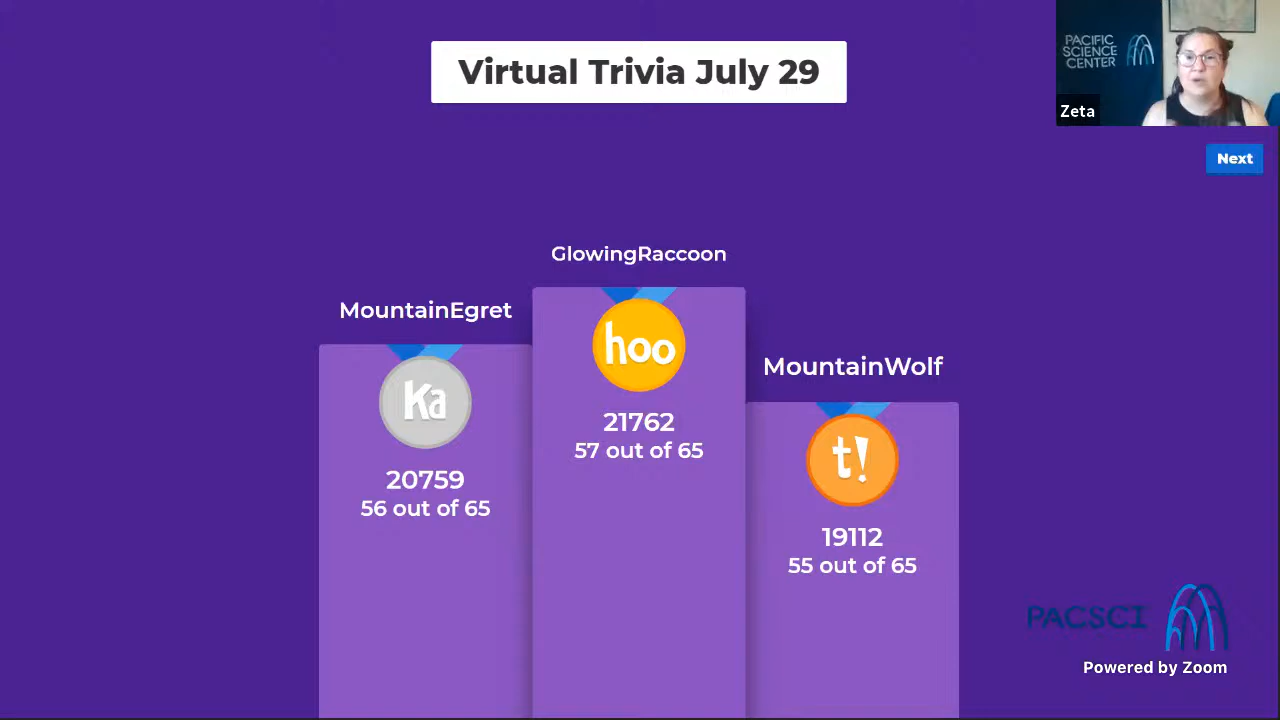 Virtual Trivia July 29
PACIFIC
SCIENCE
CENTER
Zeta
Next
GlowingRaccoon
MountainEgret
hoo
MountainWolf
Ka
21762
57 out of 65
t!
20759
56 out of 65
19112
55 out of 65
PACSCI
Powered by Zoom